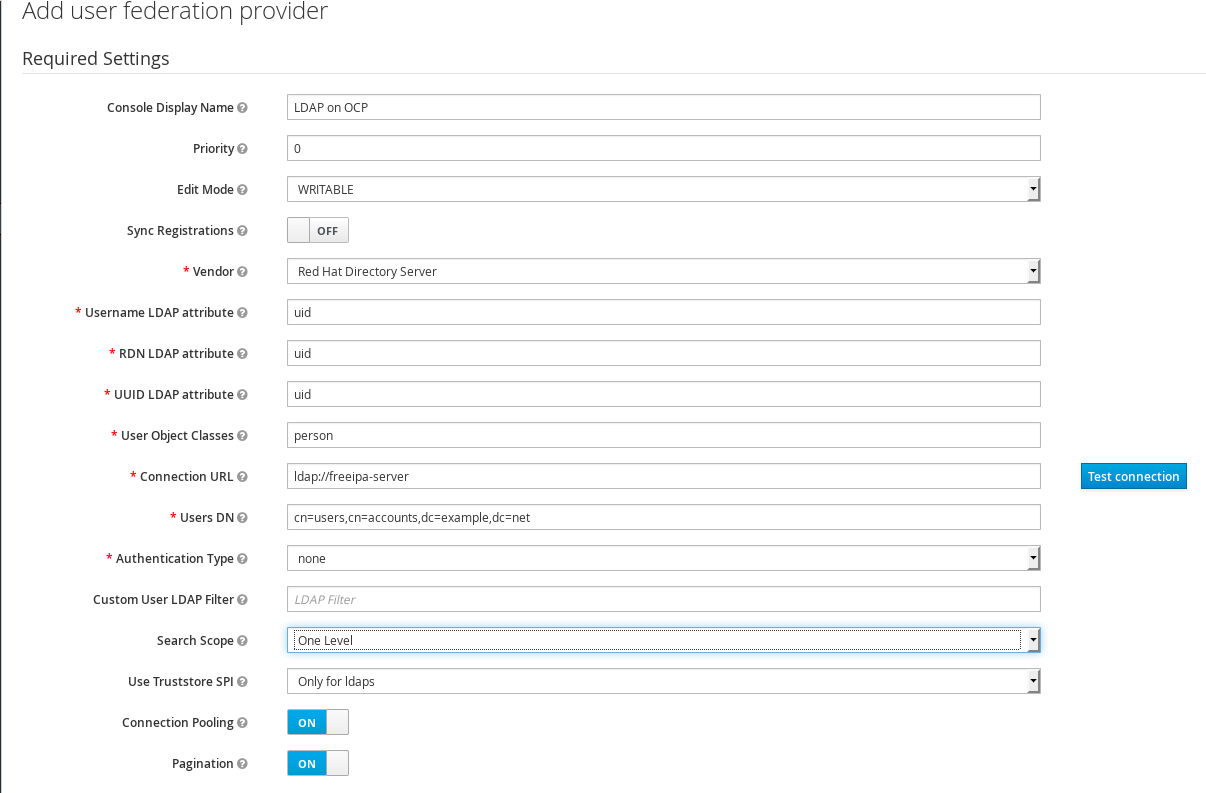 Add user federation provider
Required Settings
Console Display Name LDAP on OCP
Priority 0
Edit Mode WRITABLE
Sync Registrations OFF
* Vendor Red Hat Directory Server
* Username LDAP attribute uid
* RDN LDAP attribute uid
* UUID LDAP attribute uid
* User Object Classes person
* Connection URL ldap://freeipa-server Test connection
* Users DN cn=users,cn=accounts,dc=example,dc=net
* Authentication Type none
Custom User LDAP Filter LDAP Filter
Search Scope One Level
Use Truststore SPI Only for ldaps
Connection Pooling ON
Pagination ON